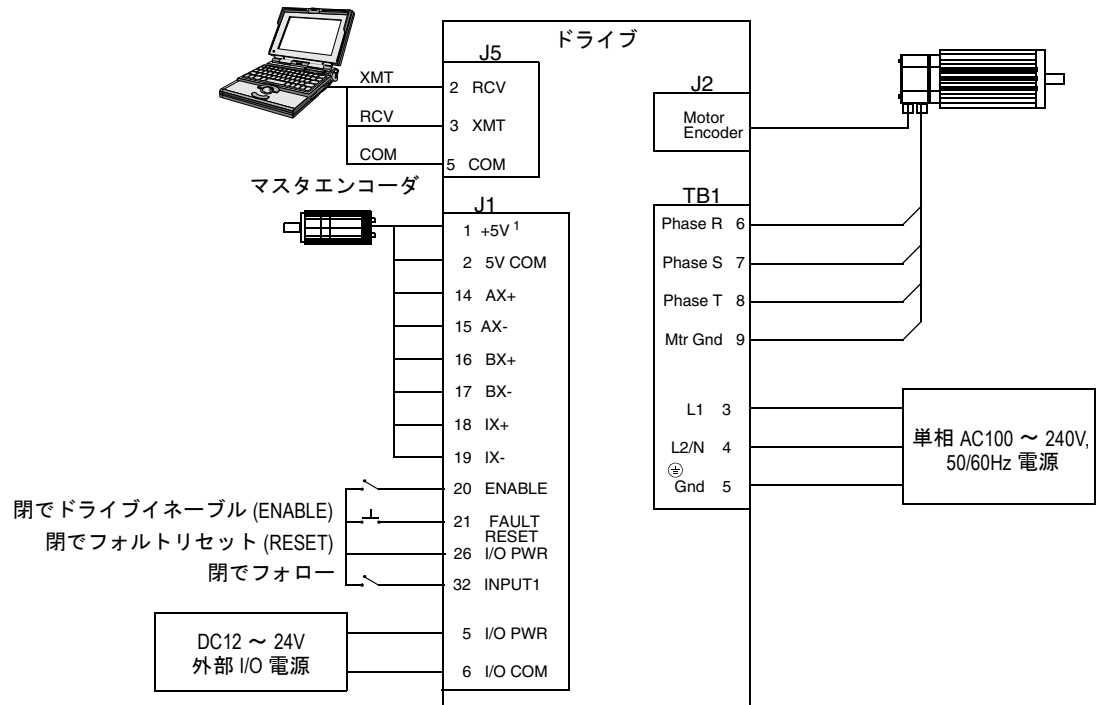 ドライブ
J5
XMT
2 RCV
RCV
3 XMT
COM
5 COM
マスタエンコーダ
J1
1 +5V 1
2 5V COM
14 AX+
15 AX-
16 BX+
17 BX-
18 IX+
19 IX-
20 ENABLE
21 FAULT
RESET
26 I/O PWR
32 INPUT1
5 I/O PWR
6 I/O COM
閉でドライブイネーブル (ENABLE)
閉でフォルトリセット (RESET)
閉でフォロー
DC12 ～ 24V
外部 I/O 電源
J2
Motor
Encoder
TB1
Phase R 6
Phase S 7
Phase T 8
Mtr Gnd 9
L1 3
L2/N 4
Gnd 5
単相 AC100 ～ 240V,
50/60Hz 電源